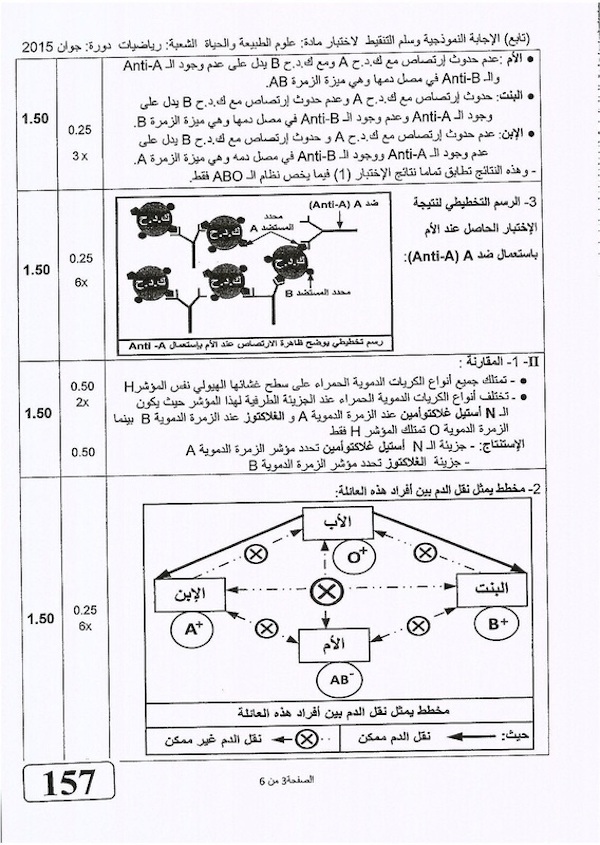 (تابع) الإجابة النموذجية وسلم التنقيط لاختبار مادة: علوم الطبيعة والحياة الشعبة: رياضيات دورة: جوان 2015
• الأم :عدم حدوث إرتصاص مع ك.د.ح A ومع ك.د.ح B يدل على عدم وجود الـ Anti-A
والـ Anti-B في مصل دمها وهي ميزة الزمرة AB.
• البنت: حدوث إرتصاص مع ك.د.ح A وعدم حدوث إرتصاص مع ك.د.ح B يدل على
وجود الـ Anti-A وعدم وجود الـ Anti-B في مصل دمها وهي ميزة الزمرة B.
• الإبن: عدم حدوث إرتصاص مع ك.د.ح A و حدوث إرتصاص مع ك.د.ح B يدل على
عدم وجود الـ Anti-A ووجود الـ Anti-B في مصل دمه وهي ميزة الزمرة A.
- وهذه النتائج تطابق تماما نتائج الإختبار (1) فيما يخص نظام الـ ABO فقط.
0.25
3 x
1.50
3- الرسم التخطيطي لنتيجة
الإختبار الحاصل عند الأم
باستعمال ضد A (Anti-A):
ضد A (Anti-A)
محدد
المستضد A
ك.د.ح
ك.د.ح
ك.د.ح
ك.د.ح
ك.د.ح
محدد المستضد B
رسم تخطيطي يوضح ظاهرة الارتصاص عند الأم بإستعمال Anti -A
0.25
6x
1.50
II- 1- المقارنة :
• - تمتلك جميع أنواع الكريات الدموية الحمراء على سطح غشائها الهيولي نفس المؤشر H
• - تختلف أنواع الكريات الدموية الحمراء عند الجزيئة الطرفية لهذا المؤشر حيث يكون
الـ N أستيل غلاكتوأمين عند الزمرة الدموية A و الغلاكتوز عند الزمرة الدموية B بينما
الزمرة الدموية O تمتلك المؤشر H فقط
الإستنتاج: - جزيئة الـ N أستيل غلاكتوأمين تحدد مؤشر الزمرة الدموية A
- جزيئة الغلاكتوز تحدد مؤشر الزمرة الدموية B
0.50
2x
0.50
1.50
2- مخطط يمثل نقل الدم بين أفراد هذه العائلة:
الأب
O+
الإبن
A+
البنت
B+
الأم
AB-
مخطط يمثل نقل الدم بين أفراد هذه العائلة
حيث: نقل الدم ممكن
نقل الدم غير ممكن
0.25
6x
1.50
157
الصفحة3 من 6